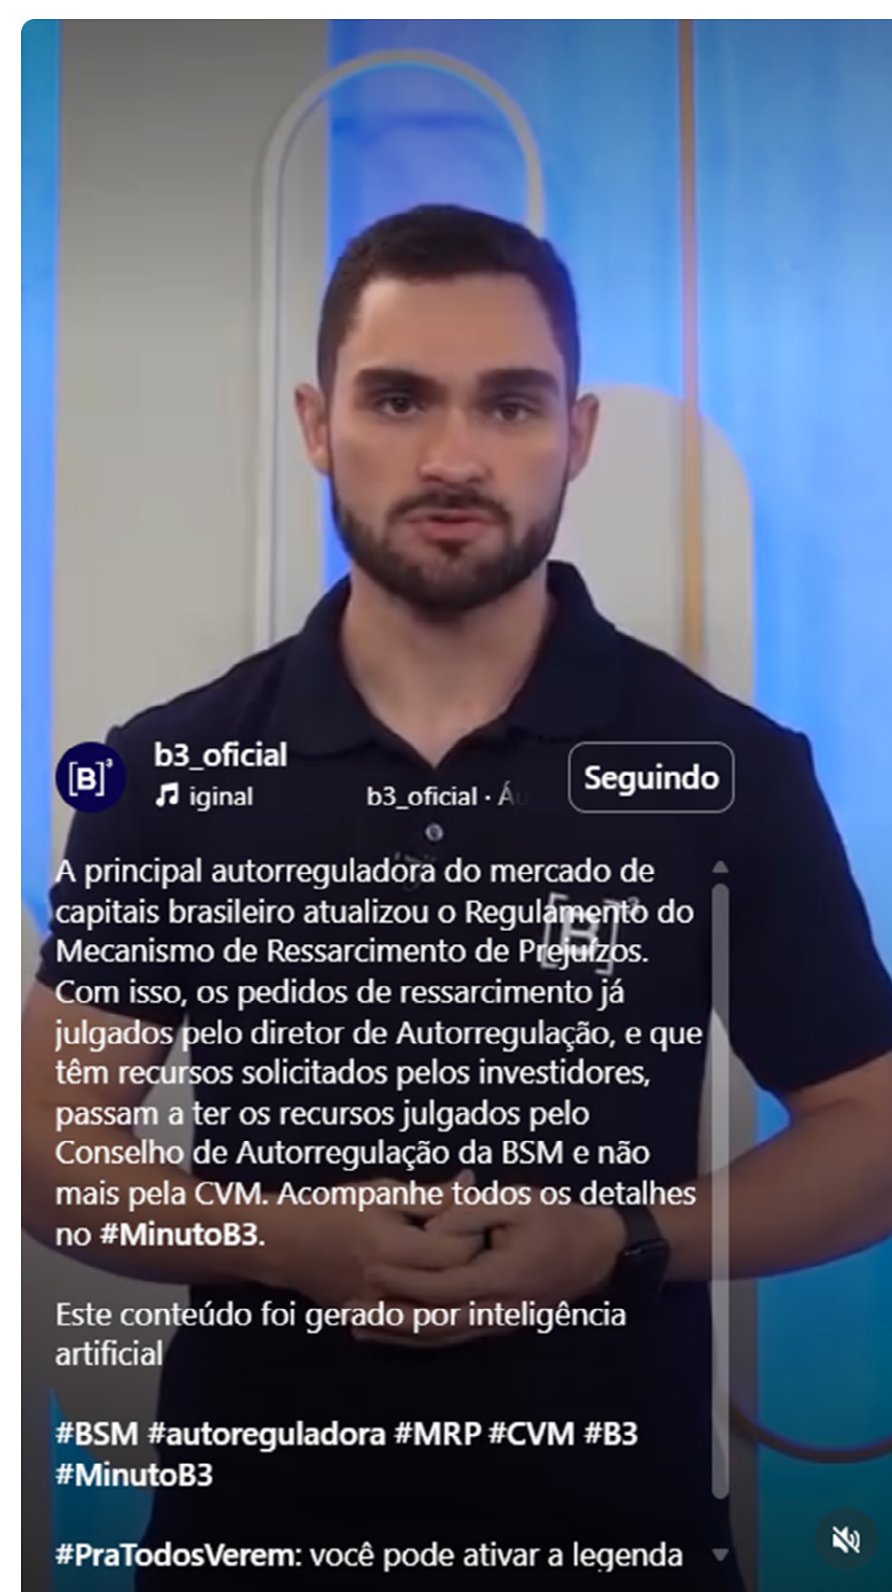 [B]³
b3_oficial
iginal
b3_oficial · Áu
Seguindo
A principal autorreguladora do mercado de
capitais brasileiro atualizou o Regulamento do
Mecanismo de Ressarcimento de Prejuízos.
Com isso, os pedidos de ressarcimento já
julgados pelo diretor de Autorregulação, e que
têm recursos solicitados pelos investidores,
passam a ter os recursos julgados pelo
Conselho de Autorregulação da BSM e não
mais pela CVM. Acompanhe todos os detalhes
no #MinutoB3.
Este conteúdo foi gerado por inteligência
artificial
#BSM #autoreguladora #MRP #CVM #B3
#MinutoB3
#PraTodosVerem: você pode ativar a legenda
[B]³